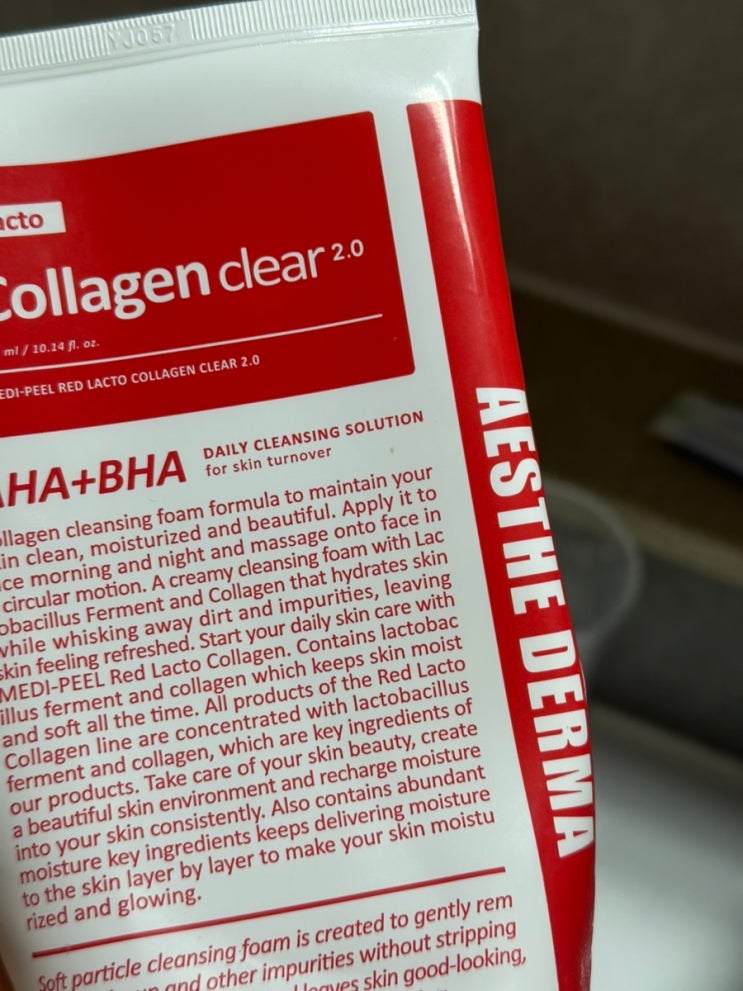 YJ057
acto
Collagen clear 2.0
ml / 10.14 fl. oz.
EDI-PEEL RED LACTO COLLAGEN CLEAR 2.0
AHA+BHA
DAILY CLEANSING SOLUTION
for skin turnover
ollagen cleansing foam formula to maintain your
in clean, moisturized and beautiful. Apply it to
ce morning and night and massage onto face in
circular motion. A creamy cleansing foam with Lac
obacillus Ferment and Collagen that hydrates skin
while whisking away dirt and impurities, leaving
skin feeling refreshed. Start your daily skin care with
MEDI-PEEL Red Lacto Collagen. Contains lactobac
illus ferment and collagen which keeps skin moist
and soft all the time. All products of the Red Lacto
Collagen line are concentrated with lactobacillus
ferment and collagen, which are key ingredients of
our products. Take care of your skin beauty, create
a beautiful skin environment and recharge moisture
into your skin consistently. Also contains abundant
moisture key ingredients keeps delivering moisture
to the skin layer by layer to make your skin moistu
rized and glowing.
Soft particle cleansing foam is created to gently rem
and other impurities without stripping
leaves skin good-looking,
AESTHE DERMA